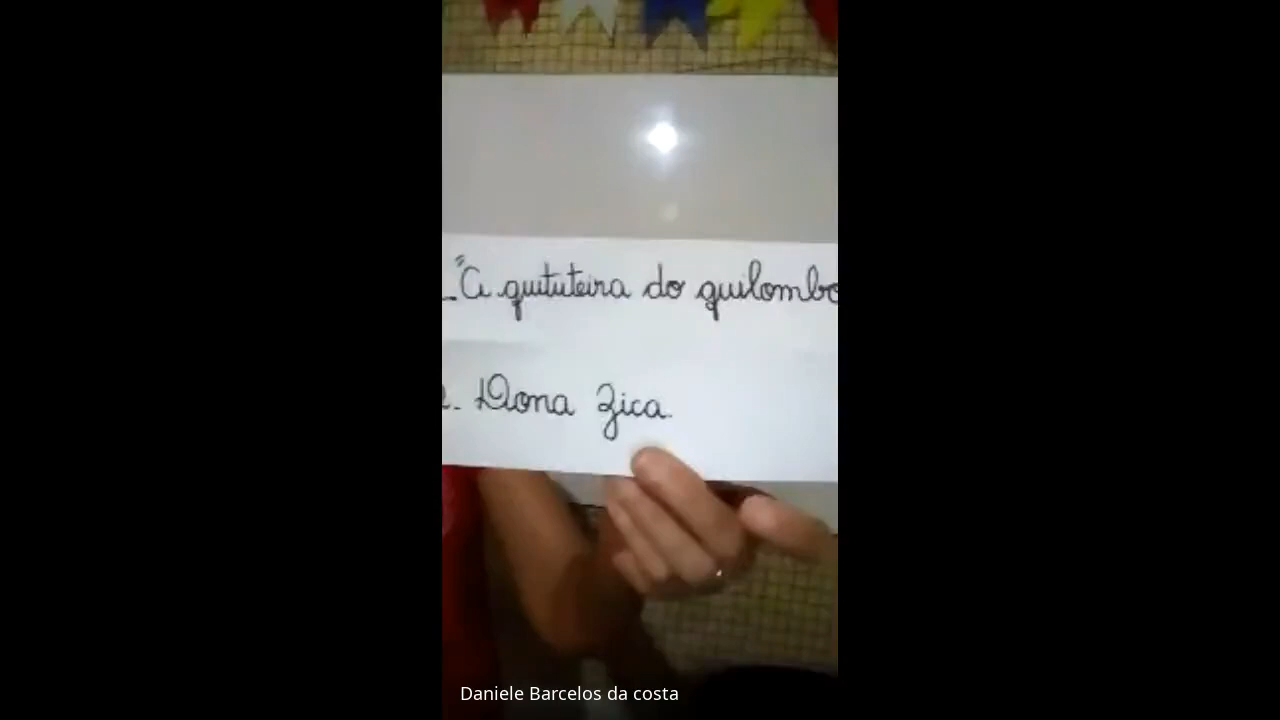 "A quituteira do quilombo
. Dona Zica.
Daniele Barcelos da costa